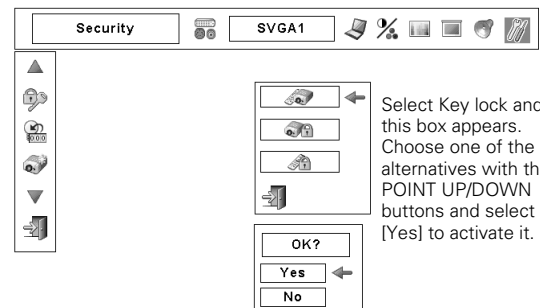 Security
SVGA1
Select Key lock and
this box appears.
Choose one of the
alternatives with
POINT UP/DOWN
buttons and select
[Yes] to activate it.
OK?
Yes
No